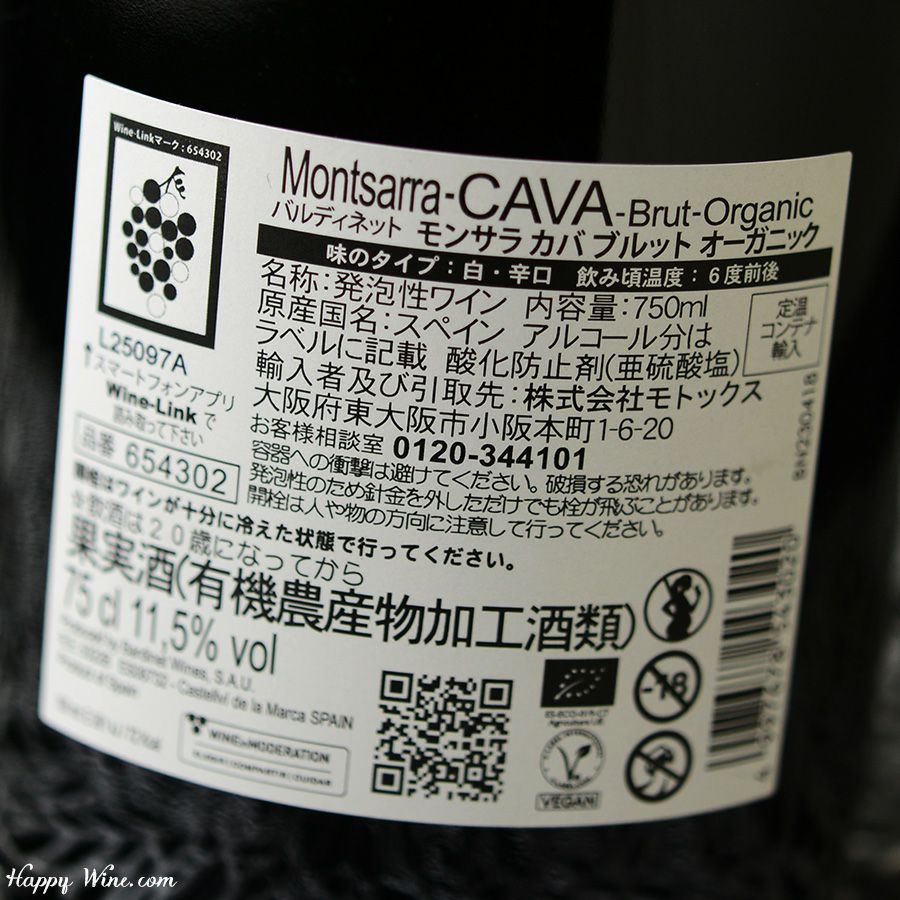 Wine-Linkマーク：654302
L25097A
↑スマートフォンアプリ
Wine-Linkで
読み取って下さい
品番 654302
Montsarra-CAVA-Brut-Organic
バルディネット モンサラ カバ ブルット オーガニック
味のタイプ：白・辛口 飲み頃温度：6度前後
名称：発泡性ワイン 内容量：750ml
原産国名：スペイン アルコール分は
ラベルに記載 酸化防止剤(亜硫酸塩)
定温
コンテナ
輸入
輸入者及び引取先：株式会社モトックス
大阪府東大阪市小阪本町1-6-20
お客様相談室 0120-344101
容器への衝撃は避けてください。破損する恐れがあります。
発泡性のため針金を外しただけでも栓が飛ぶことがあります。
開栓は人や物の方向に注意して行ってください。
開栓はワインが十分に冷えた状態で行ってください。
飲酒は20歳になってから
果実酒(有機農産物加工酒類)
75 cl 11,5% vol
Produced by Berdinet Wines, S.A.U.
Castellví de la Marca SPAIN
Product of Spain
WINE in MODERATION
ELEGIR | COMPARTIR | CUIDAR
-18
Agricultura UE
VEGAN
Happy Wine.com